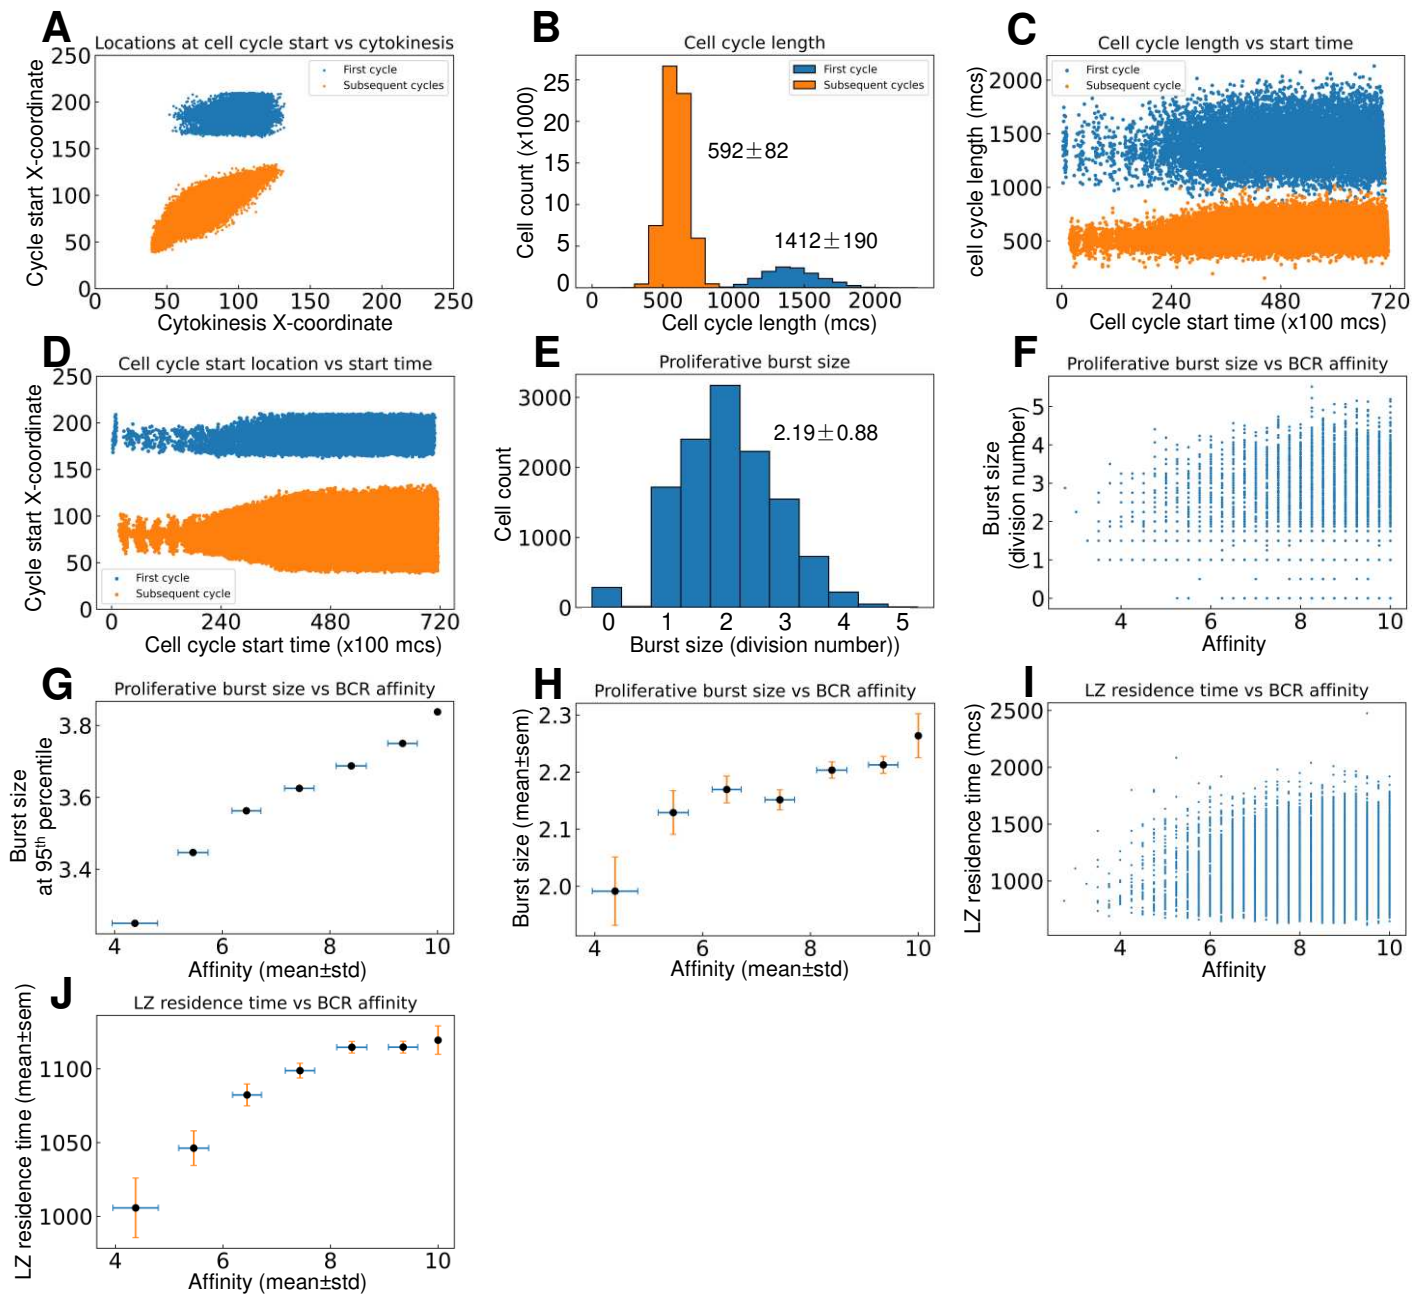 A
Locations at cell cycle start vs cytokinesis
Cycle start X-coordinate
250
200
150
100
50
0
First cycle
Subsequent cycles
0 50 100 150 200 250
Cytokinesis X-coordinate
B
Cell cycle length
Cell count (x1000)
25
20
15
10
5
0
First cycle
Subsequent cycles
592±82
1412±190
0 500 1000 1500 2000
Cell cycle length (mcs)
C
Cell cycle length vs start time
cell cycle length (mcs)
2000
1500
1000
500
First cycle
Subsequent cycles
0 240 480 720
Cell cycle start time (x100 mcs)
D
Cell cycle start location vs start time
Cycle start X-coordinate
250
200
150
100
50
0
First cycle
Subsequent cycle
0 240 480 720
Cell cycle start time (x100 mcs)
E
Proliferative burst size
Cell count
3000
2000
1000
0
2.19±0.88
0 1 2 3 4 5
Burst size (division number))
F
Proliferative burst size vs BCR affinity
Burst size
(division number)
5
4
3
2
1
0
4 6 8 10
Affinity
G
Proliferative burst size vs BCR affinity
Burst size
at 95th percentile
3.8
3.6
3.4
4 6 8 10
Affinity (mean±std)
H
Proliferative burst size vs BCR affinity
Burst size (mean±sem)
2.3
2.2
2.1
2.0
4 6 8 10
Affinity (mean±std)
I
LZ residence time vs BCR affinity
LZ residence time (mcs)
2500
2000
1500
1000
4 6 8 10
Affinity
J
LZ residence time vs BCR affinity
LZ residence time (mean±sem)
1100
1050
1000
4 6 8 10
Affinity (mean±std)